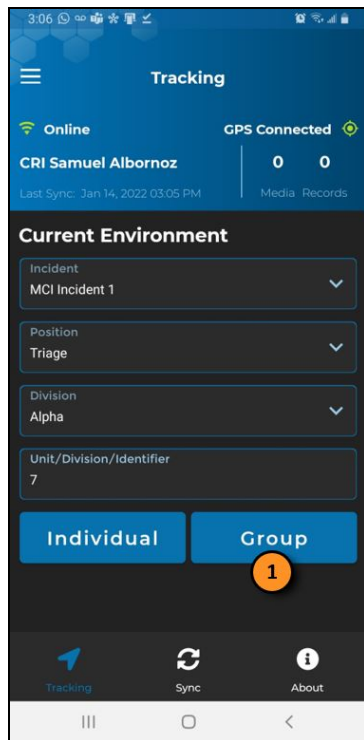 3:06
Tracking
Online
GPS Connected
CRI Samuel Albornoz
0 0
Last Sync: Jan 14, 2022 03:05 PM
Media Records
Current Environment
Incident
MCI Incident 1
Position
Triage
Division
Alpha
Unit/Division/Identifier
7
Individual
Group
1
Tracking
Sync
About